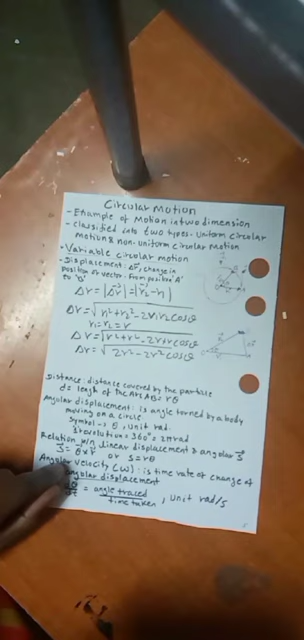 Circular Motion
- Example of Motion in two dimension
- Classified into two types - uniform circular
motion & non-uniform circular motion
- Variable circular motion
- Displacement: Δr, change in
position or vector. From position 'A'
to 'B'
Δr = |Δr| = |r₂ - r₁|
Δr = √r₁² + r₂² - 2r₁r₂cosθ
r₁ = r₂ = r
Δr = √r² + r² - 2r·r cosθ
Δr = √2r² - 2r²cosθ
Distance: distance covered by the particle
d = length of the Arc AB = rθ
Angular displacement: is angle turned by a body
moving on a circle
Symbol → θ, Unit rad.
1 revolution = 360° = 2π rad
Relation b/n linear displacement & angular
S = θ × r or s = rθ
Angular velocity (ω): is time rate of change of
angular displacement
= angle traced / time taken, Unit rad/s